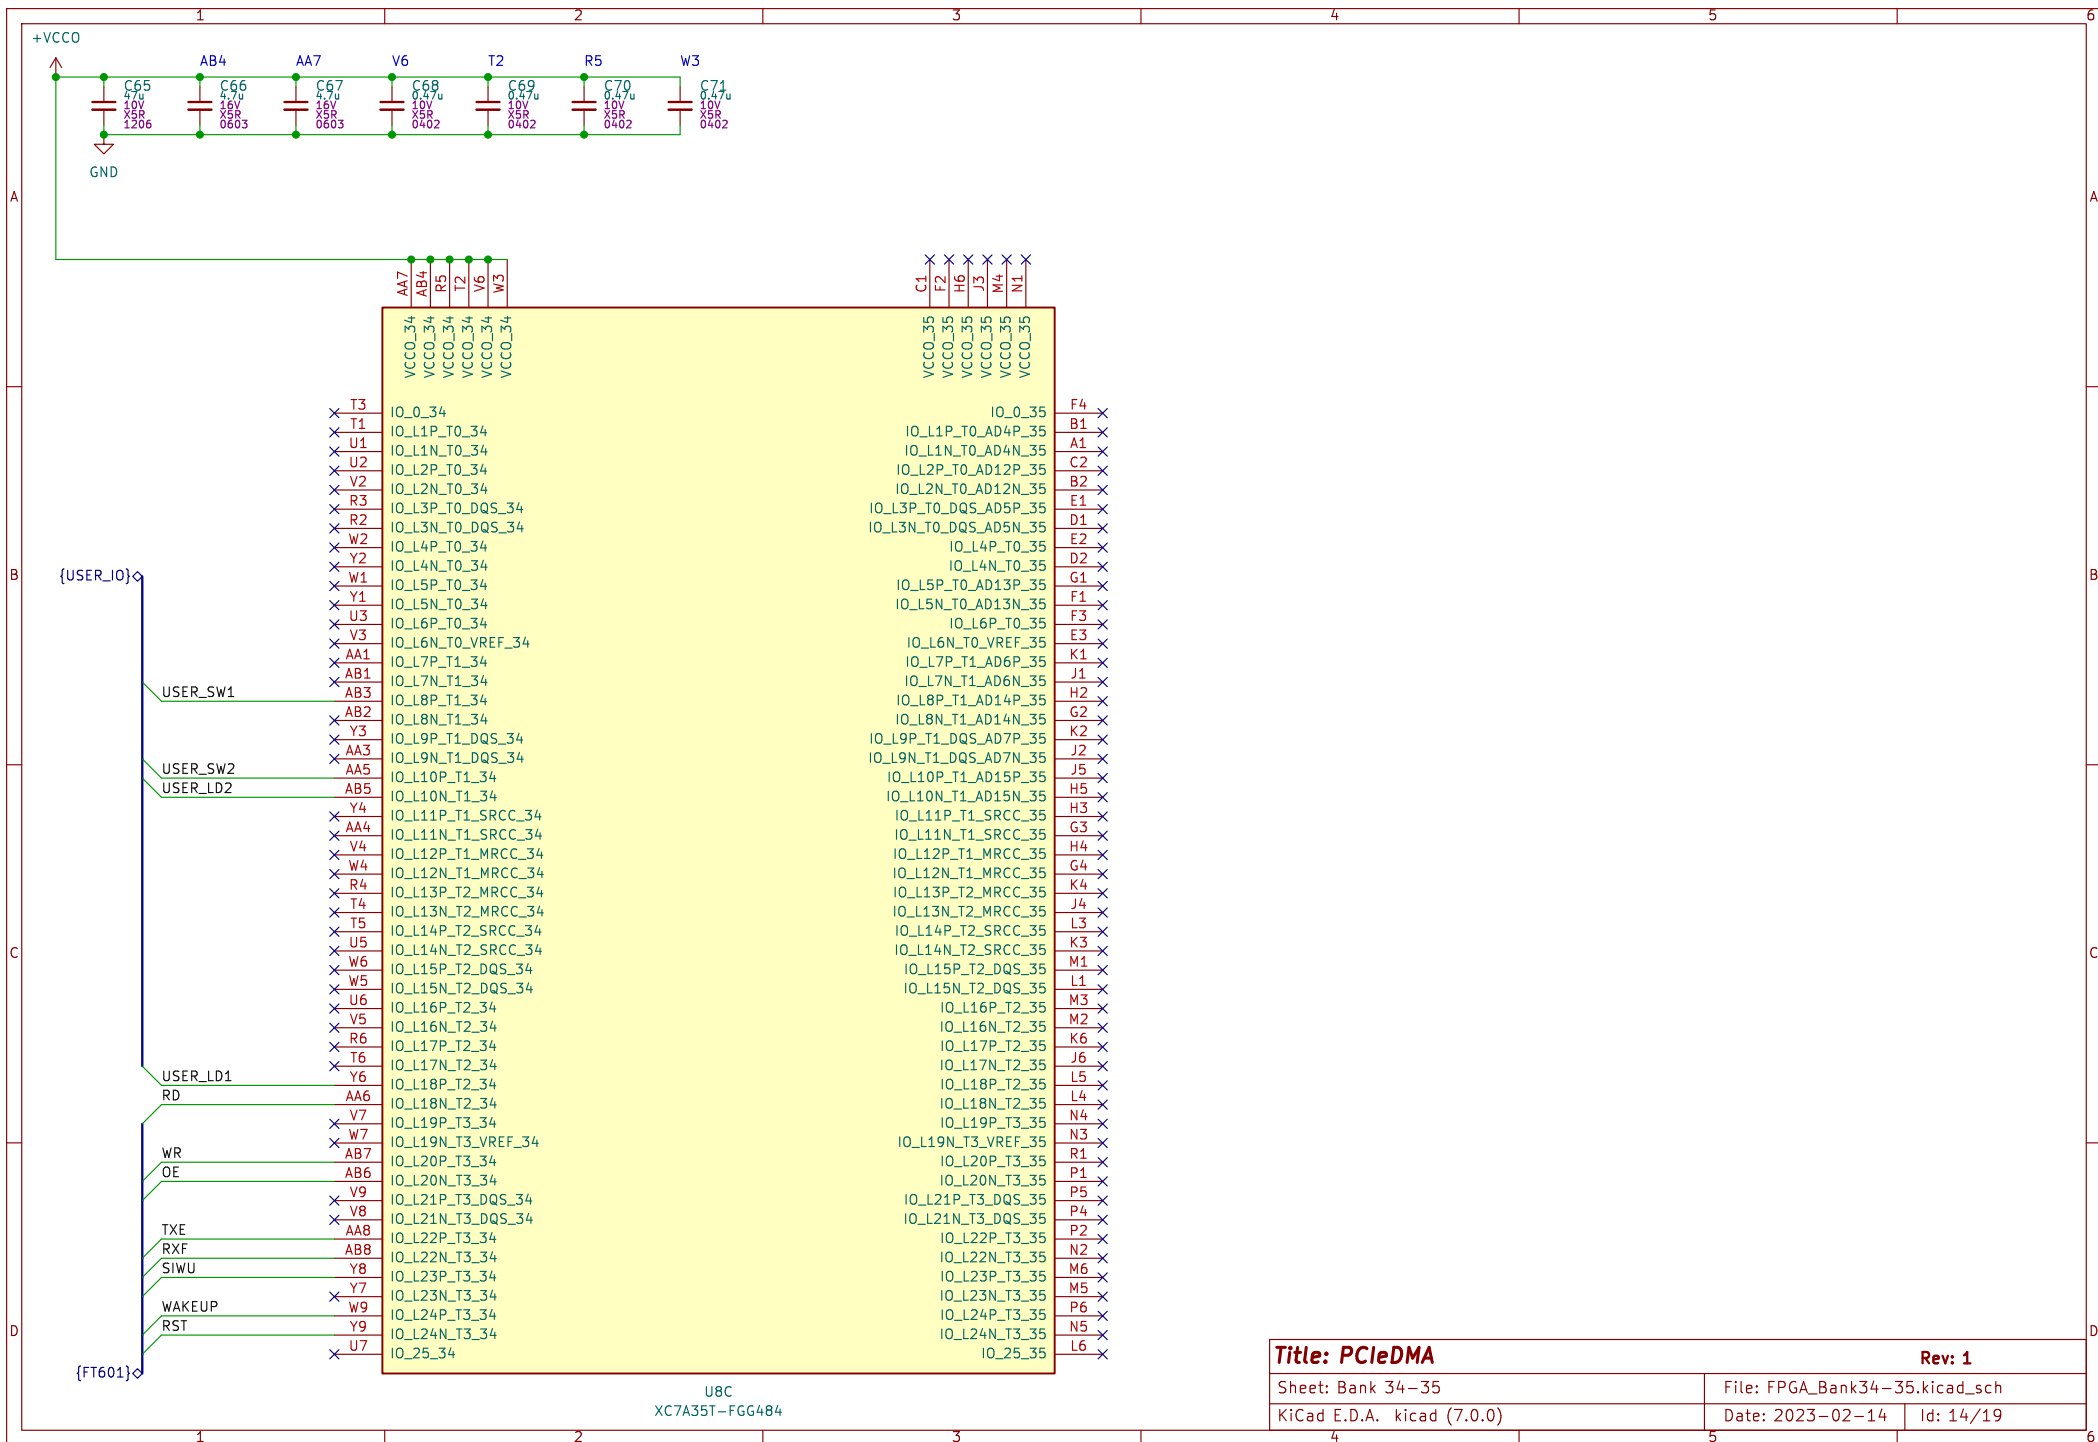 1 2 3 4 5 6
+VCCO
AB4 AA7 V6 T2 R5 W3
C65 C66 C67 C68 C69 C70 C71
47u 4.7u 4.7u 0.47u 0.47u 0.47u 0.47u
10V 16V 16V 10V 10V 10V 10V
X5R X5R X5R X5R X5R X5R X5R
1206 0603 0603 0402 0402 0402 0402
GND
A A
AA7 AB4 R5 T2 V6 W3 C1 F2 H6 J3 M4 N1
VCCO_34 VCCO_34 VCCO_34 VCCO_34 VCCO_34 VCCO_34 VCCO_35 VCCO_35 VCCO_35 VCCO_35 VCCO_35 VCCO_35
T3 IO_0_34 IO_0_35 F4
T1 IO_L1P_T0_34 IO_L1P_T0_AD4P_35 B1
U1 IO_L1N_T0_34 IO_L1N_T0_AD4N_35 A1
U2 IO_L2P_T0_34 IO_L2P_T0_AD12P_35 C2
V2 IO_L2N_T0_34 IO_L2N_T0_AD12N_35 B2
R3 IO_L3P_T0_DQS_34 IO_L3P_T0_DQS_AD5P_35 E1
R2 IO_L3N_T0_DQS_34 IO_L3N_T0_DQS_AD5N_35 D1
W2 IO_L4P_T0_34 IO_L4P_T0_35 E2
Y2 IO_L4N_T0_34 IO_L4N_T0_35 D2
B {USER_IO} B
W1 IO_L5P_T0_34 IO_L5P_T0_AD13P_35 G1
Y1 IO_L5N_T0_34 IO_L5N_T0_AD13N_35 F1
U3 IO_L6P_T0_34 IO_L6P_T0_35 F3
V3 IO_L6N_T0_VREF_34 IO_L6N_T0_VREF_35 E3
AA1 IO_L7P_T1_34 IO_L7P_T1_AD6P_35 K1
AB1 IO_L7N_T1_34 IO_L7N_T1_AD6N_35 J1
USER_SW1 AB3 IO_L8P_T1_34 IO_L8P_T1_AD14P_35 H2
AB2 IO_L8N_T1_34 IO_L8N_T1_AD14N_35 G2
Y3 IO_L9P_T1_DQS_34 IO_L9P_T1_DQS_AD7P_35 K2
AA3 IO_L9N_T1_DQS_34 IO_L9N_T1_DQS_AD7N_35 J2
USER_SW2 AA5 IO_L10P_T1_34 IO_L10P_T1_AD15P_35 J5
USER_LD2 AB5 IO_L10N_T1_34 IO_L10N_T1_AD15N_35 H5
Y4 IO_L11P_T1_SRCC_34 IO_L11P_T1_SRCC_35 H3
AA4 IO_L11N_T1_SRCC_34 IO_L11N_T1_SRCC_35 G3
V4 IO_L12P_T1_MRCC_34 IO_L12P_T1_MRCC_35 H4
W4 IO_L12N_T1_MRCC_34 IO_L12N_T1_MRCC_35 G4
R4 IO_L13P_T2_MRCC_34 IO_L13P_T2_MRCC_35 K4
T4 IO_L13N_T2_MRCC_34 IO_L13N_T2_MRCC_35 J4
T5 IO_L14P_T2_SRCC_34 IO_L14P_T2_SRCC_35 L3
C U5 IO_L14N_T2_SRCC_34 IO_L14N_T2_SRCC_35 K3 C
W6 IO_L15P_T2_DQS_34 IO_L15P_T2_DQS_35 M1
W5 IO_L15N_T2_DQS_34 IO_L15N_T2_DQS_35 L1
U6 IO_L16P_T2_34 IO_L16P_T2_35 M3
V5 IO_L16N_T2_34 IO_L16N_T2_35 M2
R6 IO_L17P_T2_34 IO_L17P_T2_35 K6
T6 IO_L17N_T2_34 IO_L17N_T2_35 J6
USER_LD1 Y6 IO_L18P_T2_34 IO_L18P_T2_35 L5
RD AA6 IO_L18N_T2_34 IO_L18N_T2_35 L4
V7 IO_L19P_T3_34 IO_L19P_T3_35 N4
W7 IO_L19N_T3_VREF_34 IO_L19N_T3_VREF_35 N3
WR AB7 IO_L20P_T3_34 IO_L20P_T3_35 R1
OE AB6 IO_L20N_T3_34 IO_L20N_T3_35 P1
V9 IO_L21P_T3_DQS_34 IO_L21P_T3_DQS_35 P5
V8 IO_L21N_T3_DQS_34 IO_L21N_T3_DQS_35 P4
TXE AA8 IO_L22P_T3_34 IO_L22P_T3_35 P2
RXF AB8 IO_L22N_T3_34 IO_L22N_T3_35 N2
SIWU Y8 IO_L23P_T3_34 IO_L23P_T3_35 M6
Y7 IO_L23N_T3_34 IO_L23N_T3_35 M5
WAKEUP W9 IO_L24P_T3_34 IO_L24P_T3_35 P6
D RST Y9 IO_L24N_T3_34 IO_L24N_T3_35 N5 D
U7 IO_25_34 IO_25_35 L6
{FT601}
U8C
XC7A35T-FGG484
Title: PCIeDMA Rev: 1
Sheet: Bank 34-35 File: FPGA_Bank34-35.kicad_sch
KiCad E.D.A. kicad (7.0.0) Date: 2023-02-14 Id: 14/19
1 2 3 4 5 6